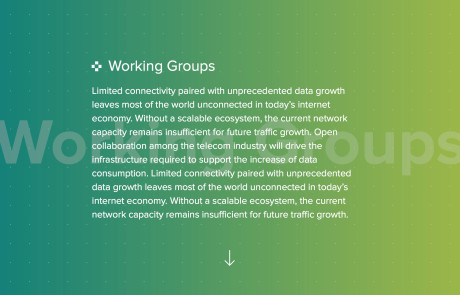 Working Groups
Limited connectivity paired with unprecedented data growth
leaves most of the world unconnected in today's internet
economy. Without a scalable ecosystem, the current network
capacity remains insufficient for future traffic growth. Open
collaboration among the telecom industry will drive the
infrastructure required to support the increase of data
consumption. Limited connectivity paired with unprecedented
data growth leaves most of the world unconnected in today's
internet economy. Without a scalable ecosystem, the current
network capacity remains insufficient for future traffic growth.
Working Groups